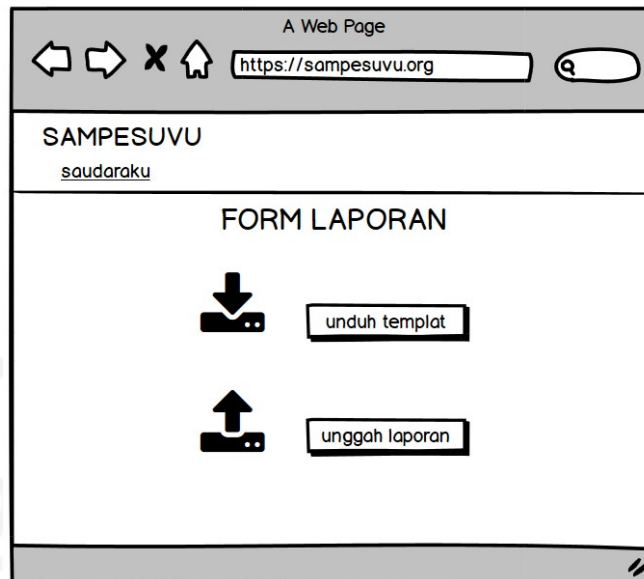 A Web Page
https://sampesuvu.org
SAMPESUVU
saudaraku
FORM LAPORAN
unduh templat
unggah laporan